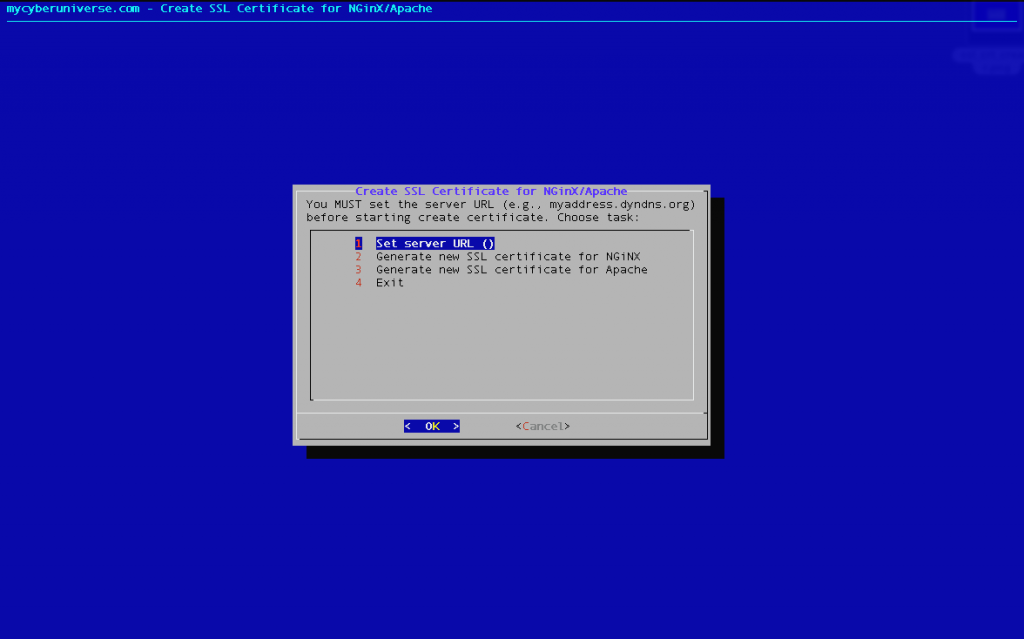 mycyberuniverse.com - Create SSL Certificate for NGinX/Apache
Create SSL Certificate for NGinX/Apache
You MUST set the server URL (e.g., myaddress.dyndns.org)
before starting create certificate. Choose task:
1 Set server URL ()
2 Generate new SSL certificate for NGiNX
3 Generate new SSL certificate for Apache
4 Exit
< OK > <Cancel>